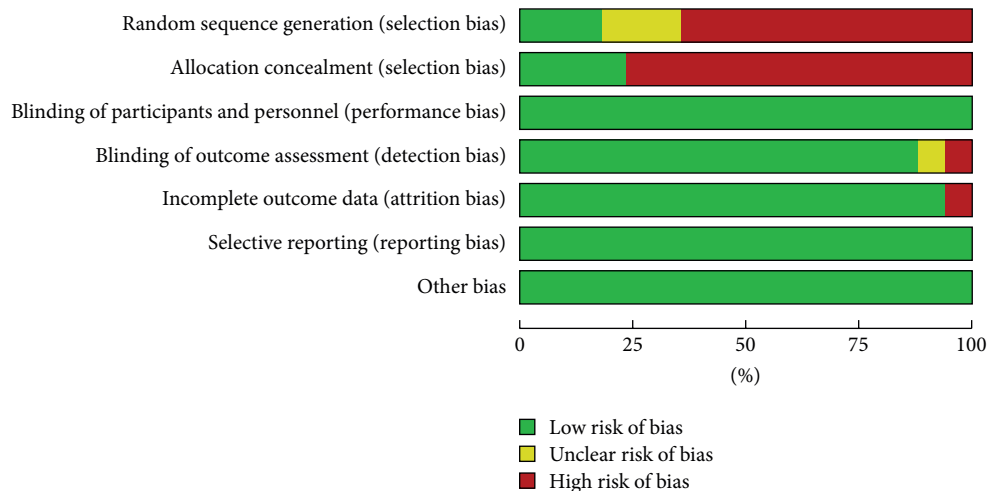 Random sequence generation (selection bias)
Allocation concealment (selection bias)
Blinding of participants and personnel (performance bias)
Blinding of outcome assessment (detection bias)
Incomplete outcome data (attrition bias)
Selective reporting (reporting bias)
Other bias
0 25 50 75 100
(%)
Low risk of bias
Unclear risk of bias
High risk of bias